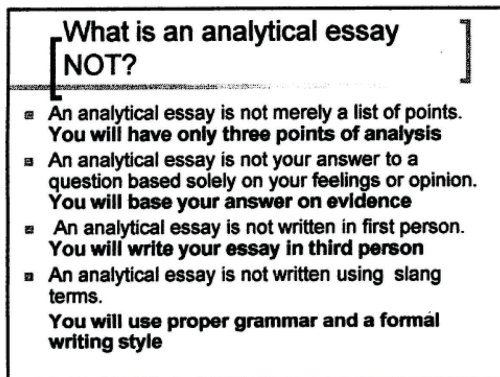 What is an analytical essay
NOT?
An analytical essay is not merely a list of points.
You will have only three points of analysis
An analytical essay is not your answer to a
question based solely on your feelings or opinion.
You will base your answer on evidence
An analytical essay is not written in first person.
You will write your essay in third person
An analytical essay is not written using slang
terms.
You will use proper grammar and a formal
writing style